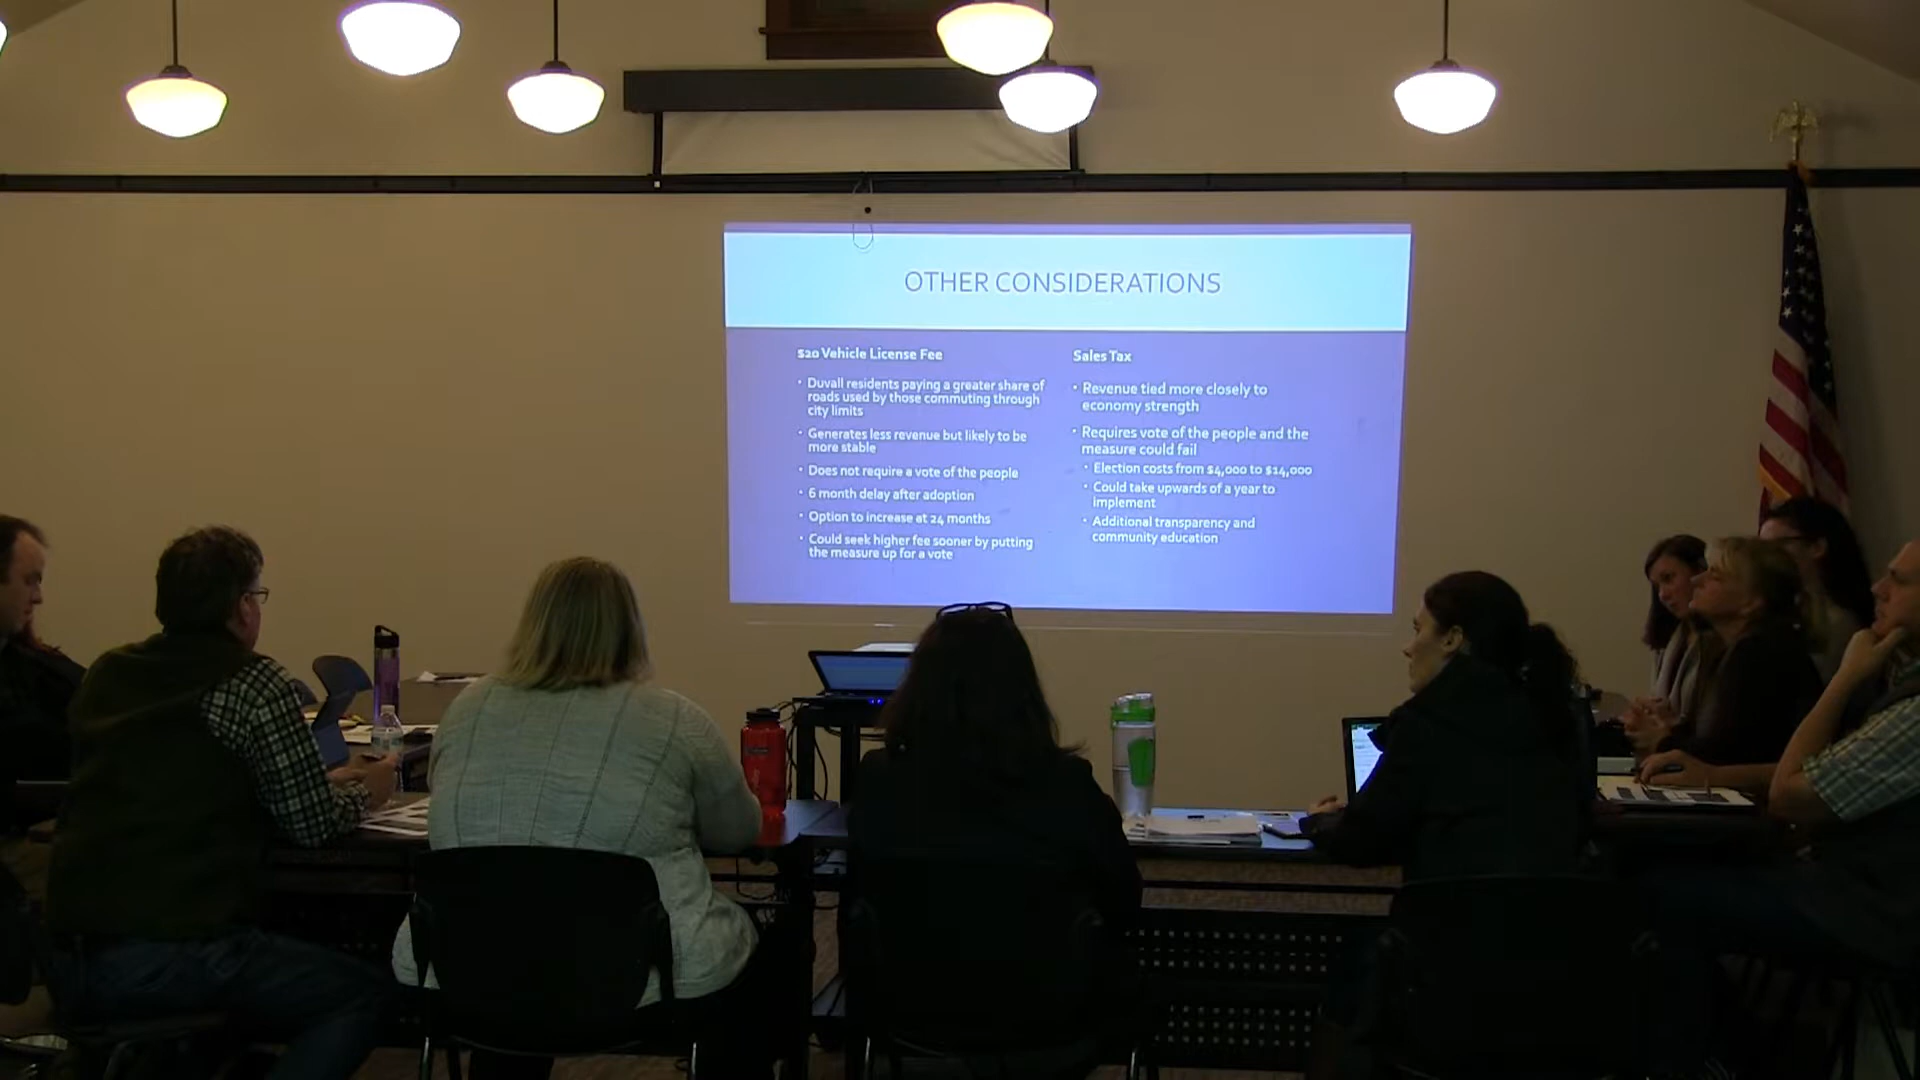 OTHER CONSIDERATIONS
$20 Vehicle License Fee
• Duvall residents paying a greater share of
roads used by those commuting through
city limits
• Generates less revenue but likely to be
more stable
• Does not require a vote of the people
• 6 month delay after adoption
• Option to increase at 24 months
• Could seek higher fee sooner by putting
the measure up for a vote
Sales Tax
• Revenue tied more closely to
economy strength
• Requires vote of the people and the
measure could fail
• Election costs from $4,000 to $14,000
• Could take upwards of a year to
implement
• Additional transparency and
community education